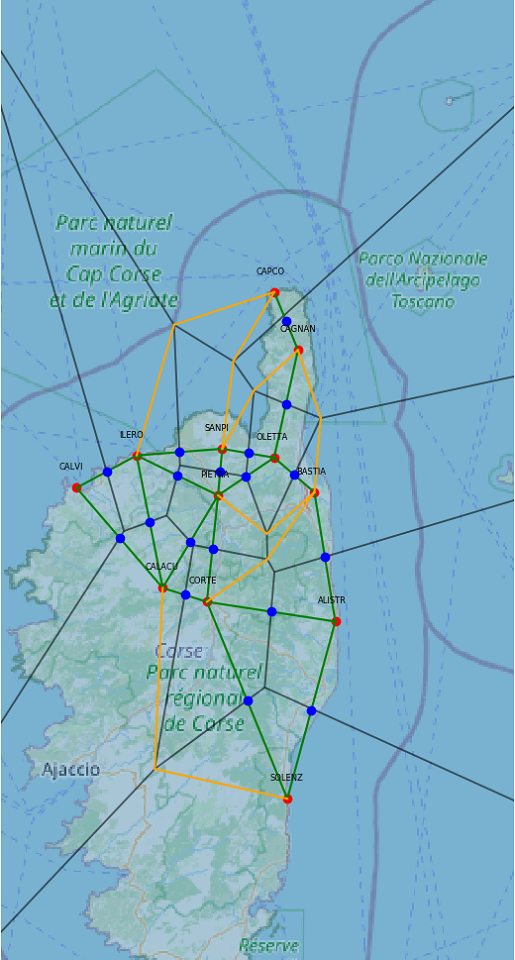 Parc naturel
marin du
Cap Corse
et de l'Agriate
Parco Nazionale
dell'Arcipelago
Toscano
CAPCO
CAGNAN
SANPI
ILERO
OLETTA
CALVI
PIETRA
BASTIA
CALACU
CORTE
ALISTR
Corse
Parc naturel
régional
de Corse
Ajaccio
SOLENZ
Réserve